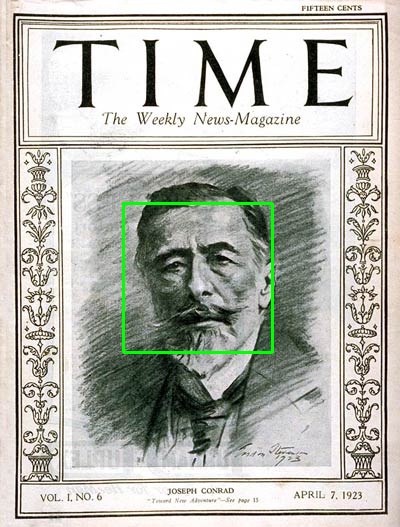 FIFTEEN CENTS
TIME
The Weekly News-Magazine
1923
VOL. I, NO. 6
JOSEPH CONRAD
"Toward New Adventure"—See page 15
APRIL 7, 1923